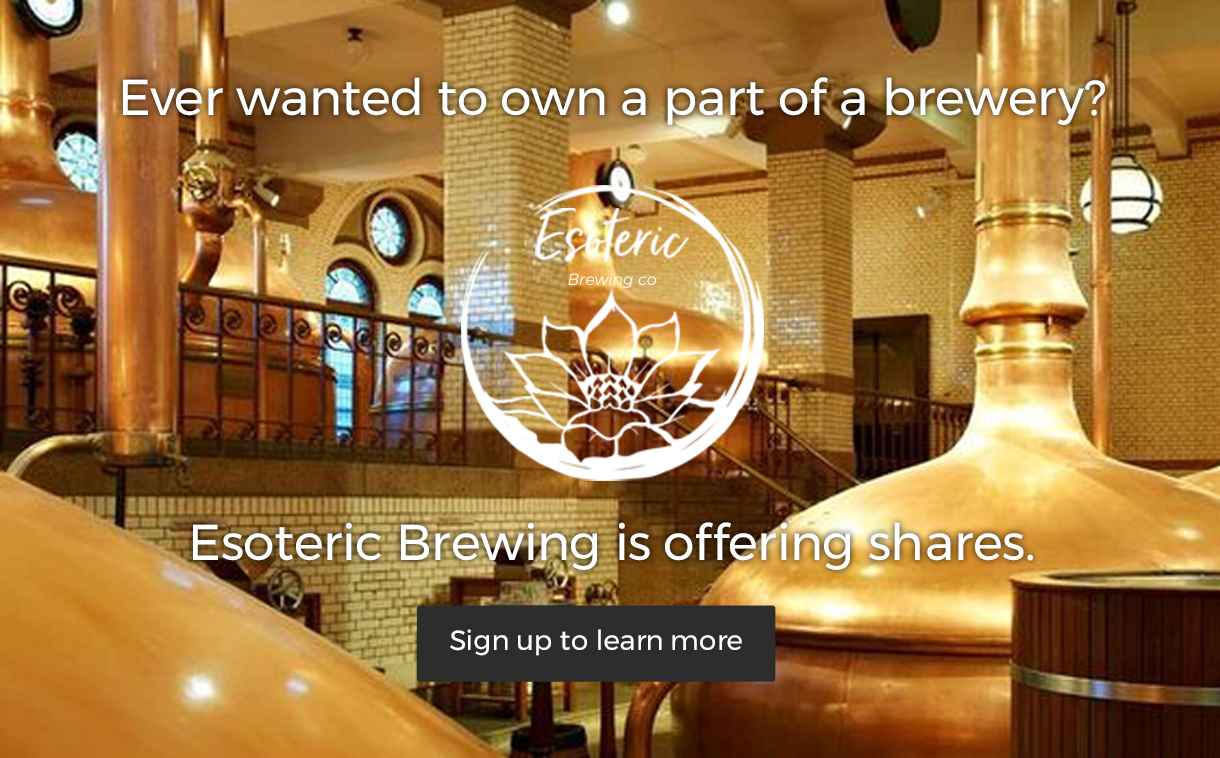 Ever wanted to own a part of a brewery?
Esoteric
Brewing co
Esoteric Brewing is offering shares.
Sign up to learn more